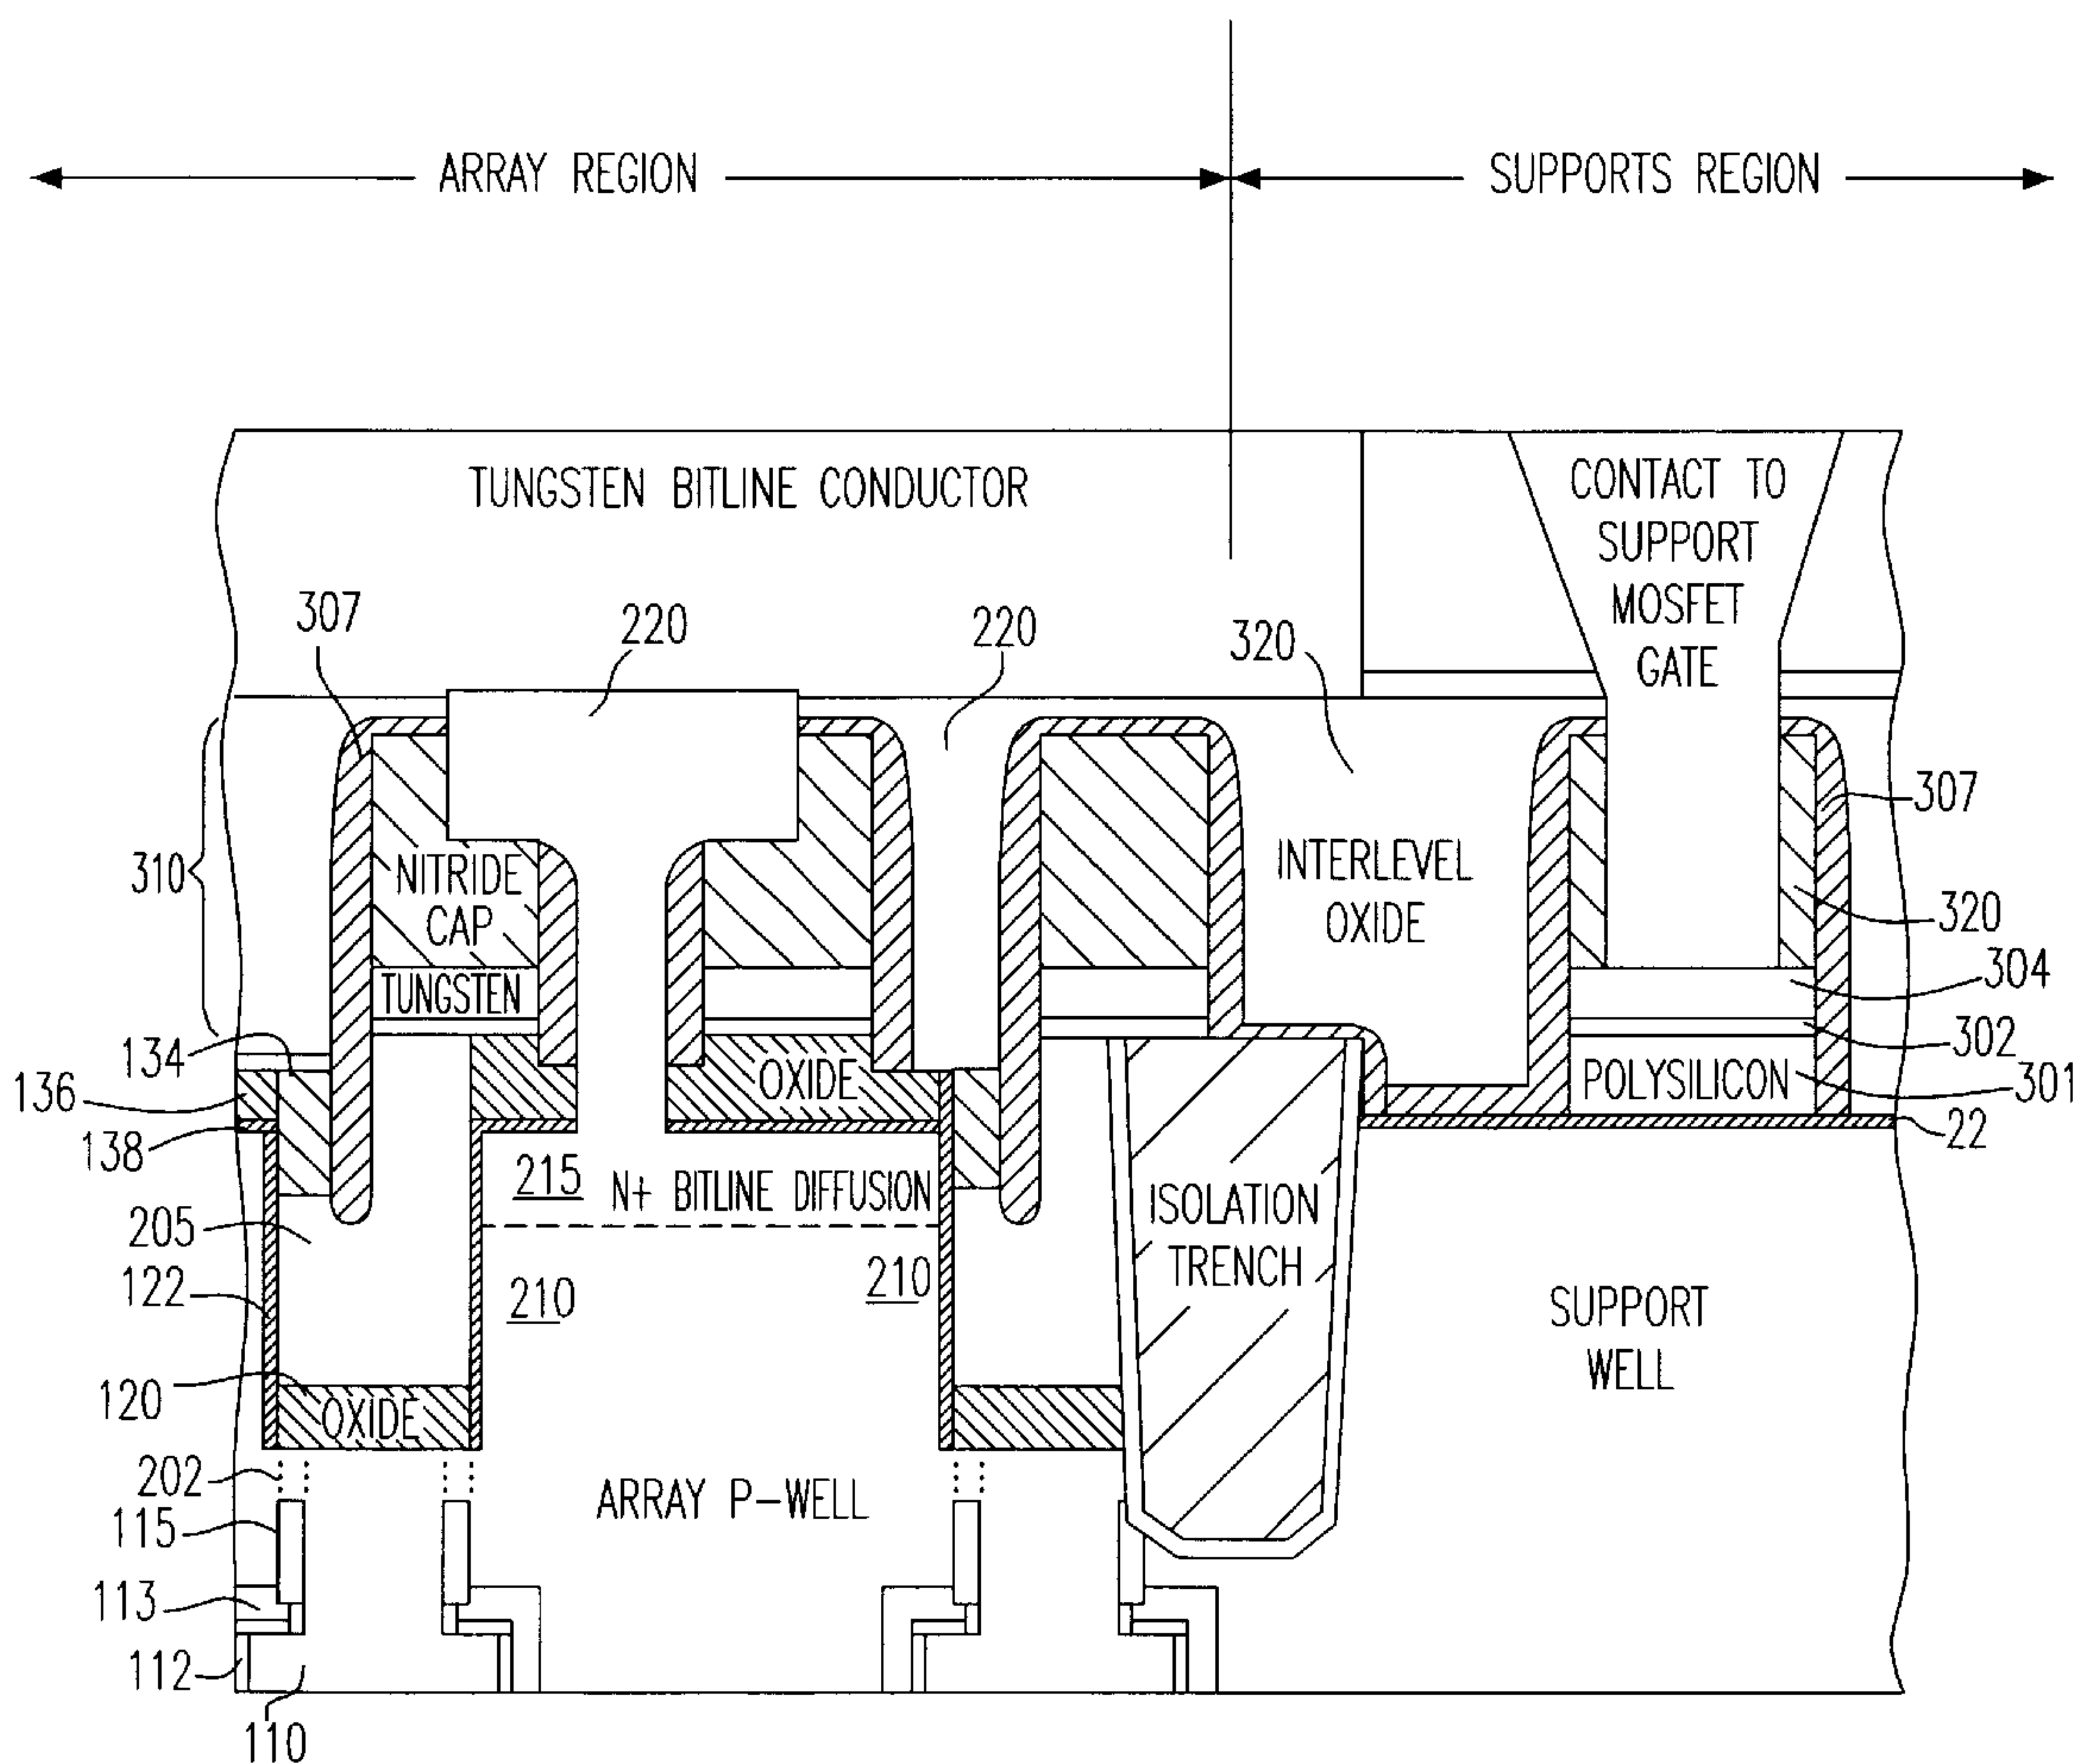 ARRAY REGION
SUPPORTS REGION
TUNGSTEN BITLINE CONDUCTOR
CONTACT TO
SUPPORT
MOSFET
GATE
307
220
220
320
310
NITRIDE
CAP
INTERLEVEL
OXIDE
307
320
TUNGSTEN
304
134
302
136
OXIDE
POLYSILICON
301
138
22
215
N+ BITLINE DIFFUSION
ISOLATION
TRENCH
205
122
210
210
SUPPORT
WELL
120
OXIDE
202
ARRAY P-WELL
115
113
112
110